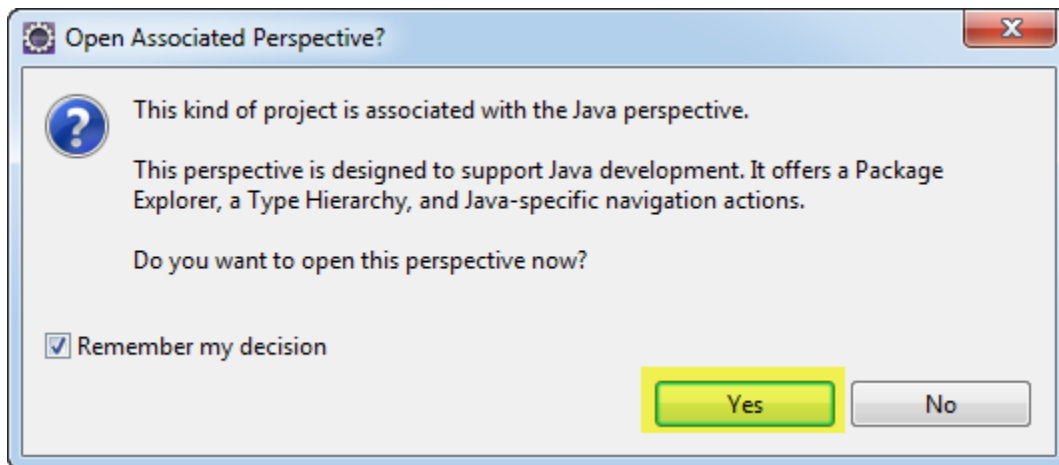 Open Associated Perspective?
This kind of project is associated with the Java perspective.
This perspective is designed to support Java development. It offers a Package
Explorer, a Type Hierarchy, and Java-specific navigation actions.
Do you want to open this perspective now?
Remember my decision
Yes
No